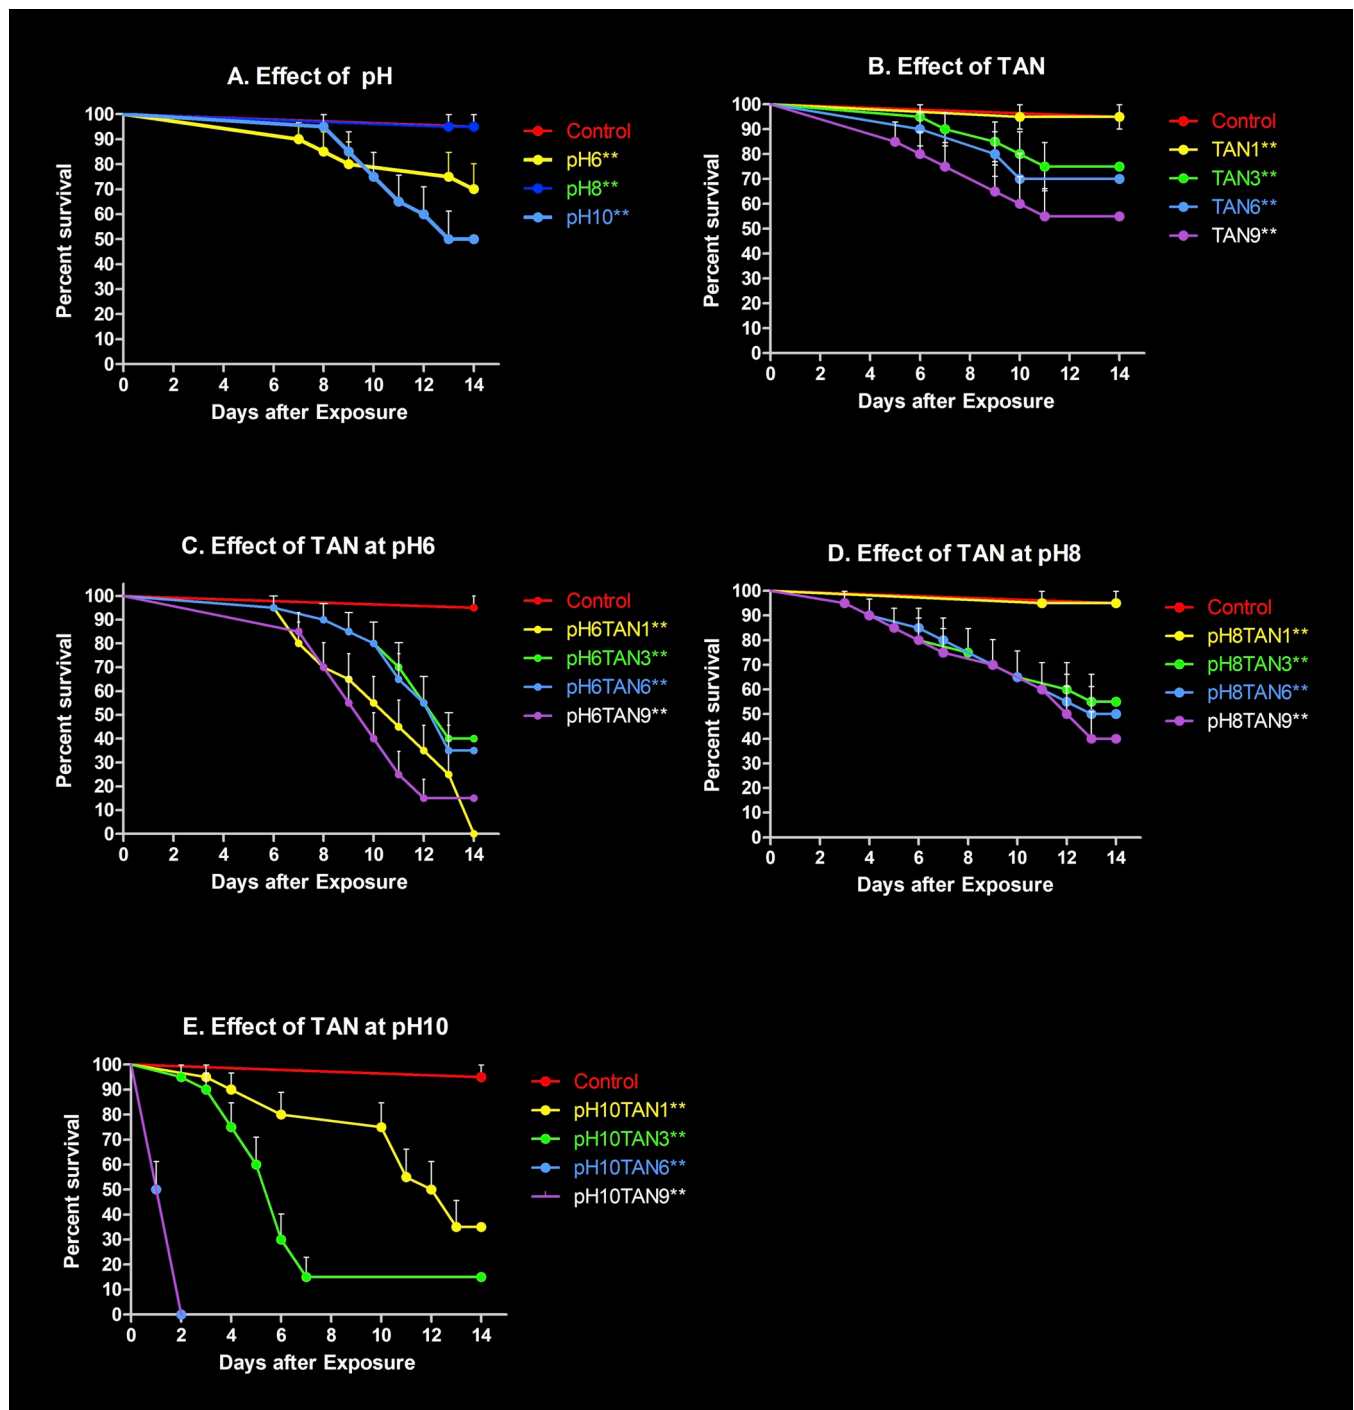 A. Effect of  pH
100
90
80
70
60
50
40
30
20
10
0
Percent survival
0 2 4 6 8 10 12 14
Days after Exposure
Control
pH6**
pH8**
pH10**
B. Effect of TAN
100
90
80
70
60
50
40
30
20
10
0
Percent survival
0 2 4 6 8 10 12 14
Days after Exposure
Control
TAN1**
TAN3**
TAN6**
TAN9**
C. Effect of TAN at pH6
100
90
80
70
60
50
40
30
20
10
0
Percent survival
0 2 4 6 8 10 12 14
Days after Exposure
Control
pH6TAN1**
pH6TAN3**
pH6TAN6**
pH6TAN9**
D. Effect of TAN at pH8
100
90
80
70
60
50
40
30
20
10
0
Percent survival
0 2 4 6 8 10 12 14
Days after Exposure
Control
pH8TAN1**
pH8TAN3**
pH8TAN6**
pH8TAN9**
E. Effect of TAN at pH10
100
90
80
70
60
50
40
30
20
10
0
Percent survival
0 2 4 6 8 10 12 14
Days after Exposure
Control
pH10TAN1**
pH10TAN3**
pH10TAN6**
pH10TAN9**